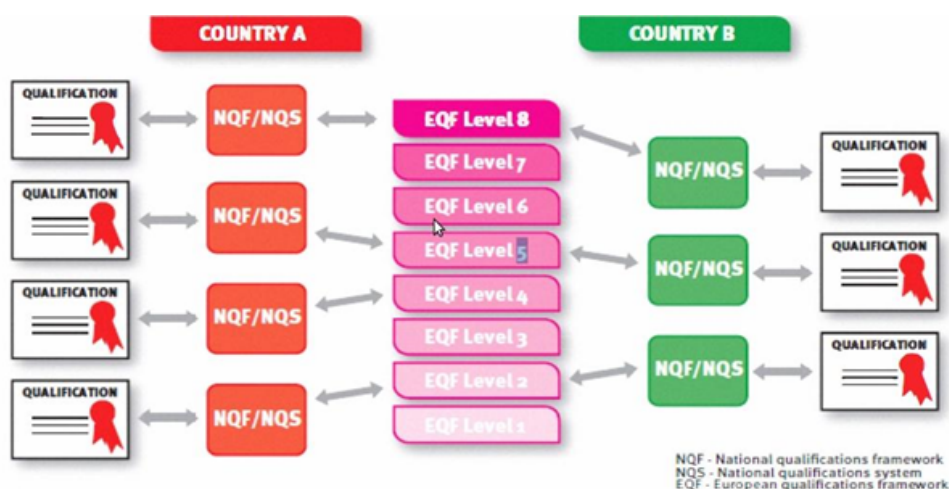 COUNTRY A
COUNTRY B
QUALIFICATION
NQF/NQS
EQF Level 8
EQF Level 7
NQF/NQS
QUALIFICATION
QUALIFICATION
NQF/NQS
EQF Level 6
EQF Level 5
NQF/NQS
QUALIFICATION
QUALIFICATION
NQF/NQS
EQF Level 4
EQF Level 3
NQF/NQS
QUALIFICATION
QUALIFICATION
NQF/NQS
EQF Level 2
EQF Level 1
NQF - National qualifications framework
NQS - National qualifications system
EQF - European qualifications framework